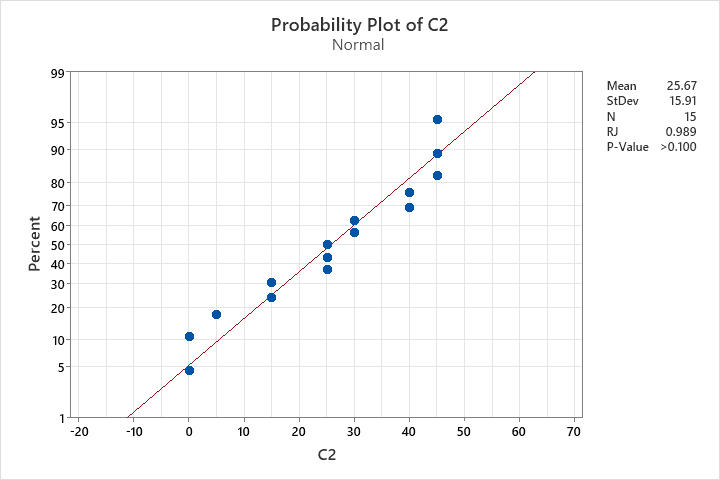 Probability Plot of C2
Normal
99
95
90
80
70
60
50
40
30
20
10
5
1
Percent
-20 -10 0 10 20 30 40 50 60 70
C2
Mean 25.67
StDev 15.91
N 15
RJ 0.989
P-Value >0.100